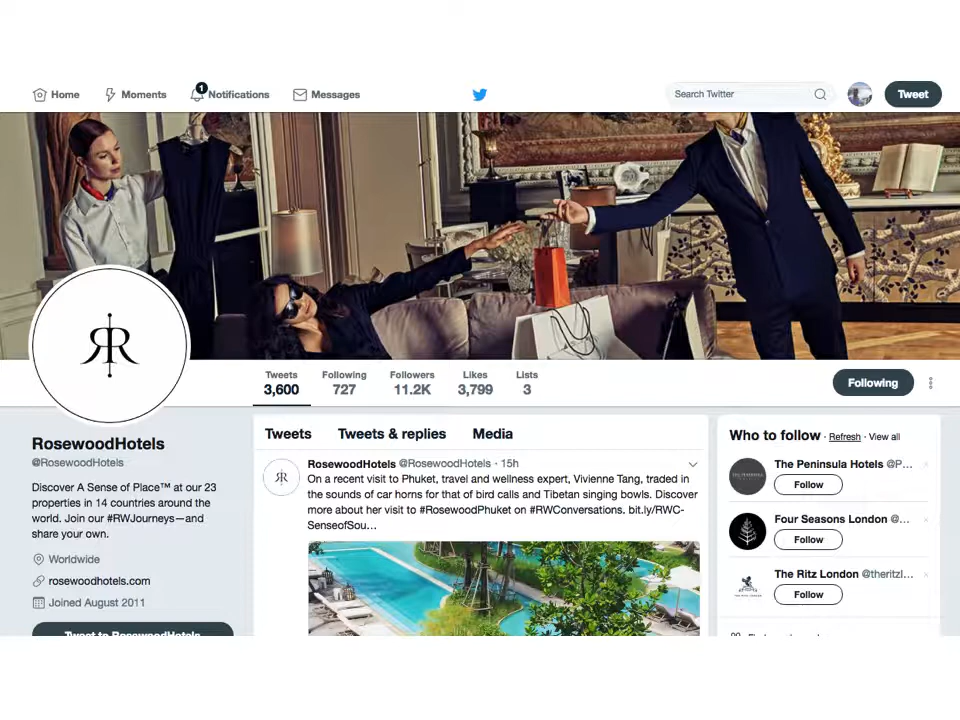 Home
Moments
1
Notifications
Messages
Search Twitter
Tweet
Tweets
3,600
Following
727
Followers
11.2K
Likes
3,799
Lists
3
Following
RosewoodHotels
@RosewoodHotels
Discover A Sense of Place™ at our 23
properties in 14 countries around the
world. Join our #RWJourneys—and
share your own.
Worldwide
rosewoodhotels.com
Joined August 2011
Tweet to RosewoodHotels
Tweets
Tweets & replies
Media
RosewoodHotels @RosewoodHotels · 15h
On a recent visit to Phuket, travel and wellness expert, Vivienne Tang, traded in
the sounds of car horns for that of bird calls and Tibetan singing bowls. Discover
more about her visit to #RosewoodPhuket on #RWConversations. bit.ly/RWC-
SenseofSou…
Who to follow · Refresh · View all
The Peninsula Hotels @P...
Follow
Four Seasons London @...
Follow
The Ritz London @theritzl...
Follow